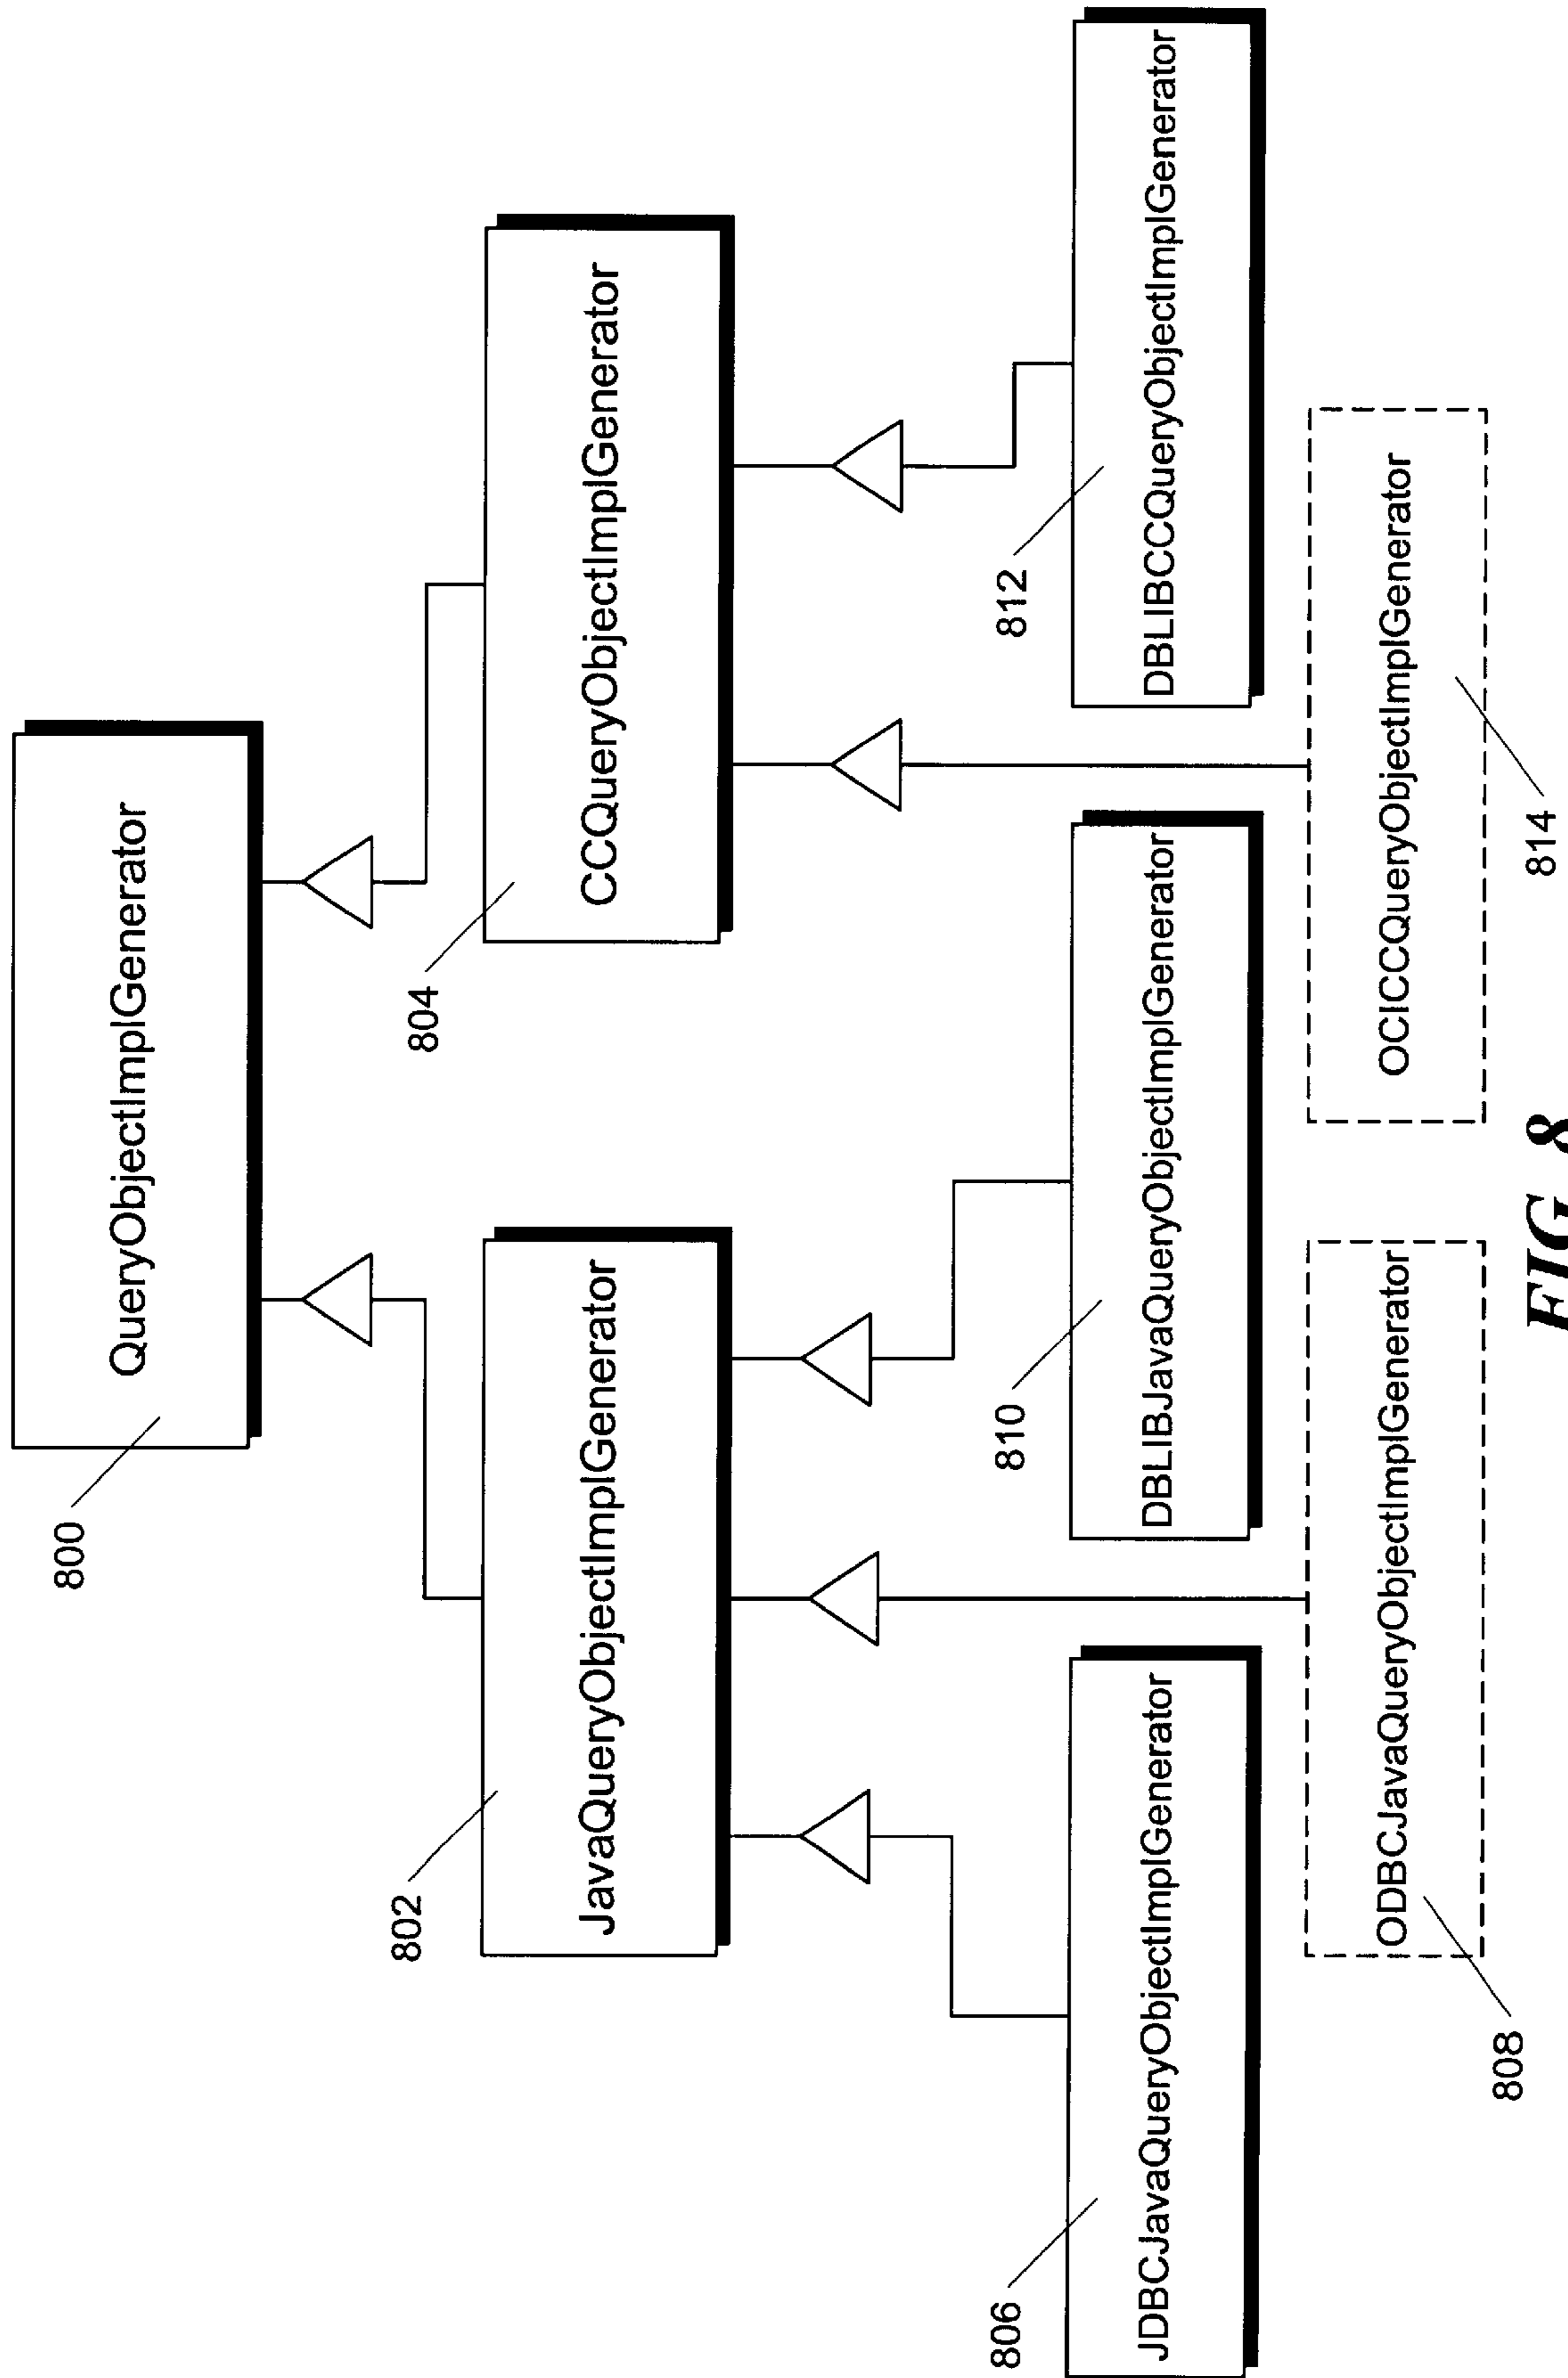 800
QueryObjectImplGenerator
802
JavaQueryObjectImplGenerator
804
CCQueryObjectImplGenerator
806
JDBCJavaQueryObjectImplGenerator
810
DBLIBJavaQueryObjectImplGenerator
812
DBLIBCCQueryObjectImplGenerator
808
ODBCJavaQueryObjectImplGenerator
OCICCQueryObjectImplGenerator
814
FIG. 8